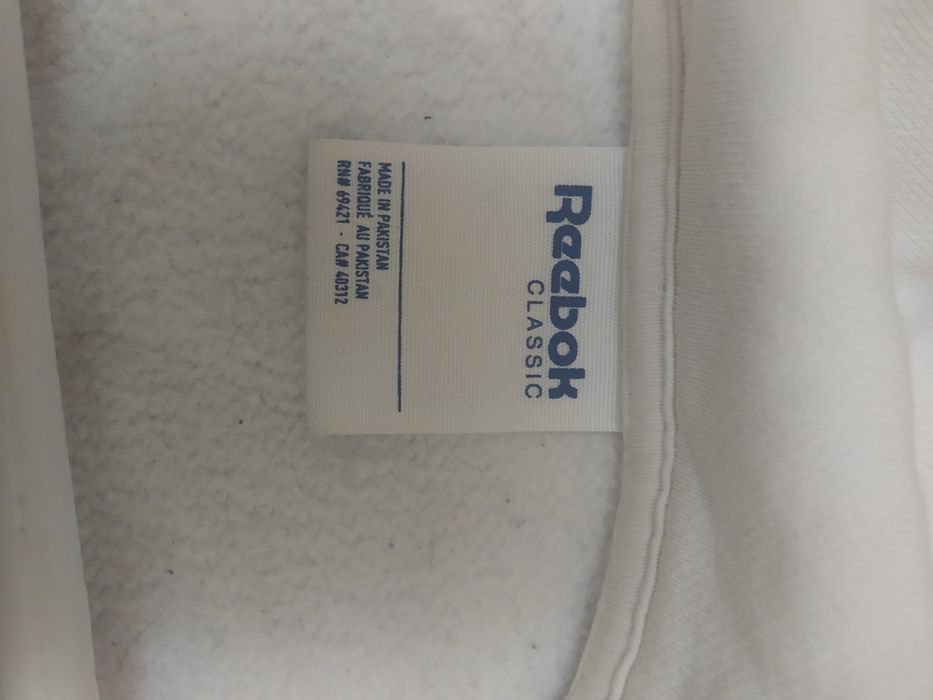 Reebok
CLASSIC
MADE IN PAKISTAN
FABRIQUÉ AU PAKISTAN
RN# 69421 - CA# 40312